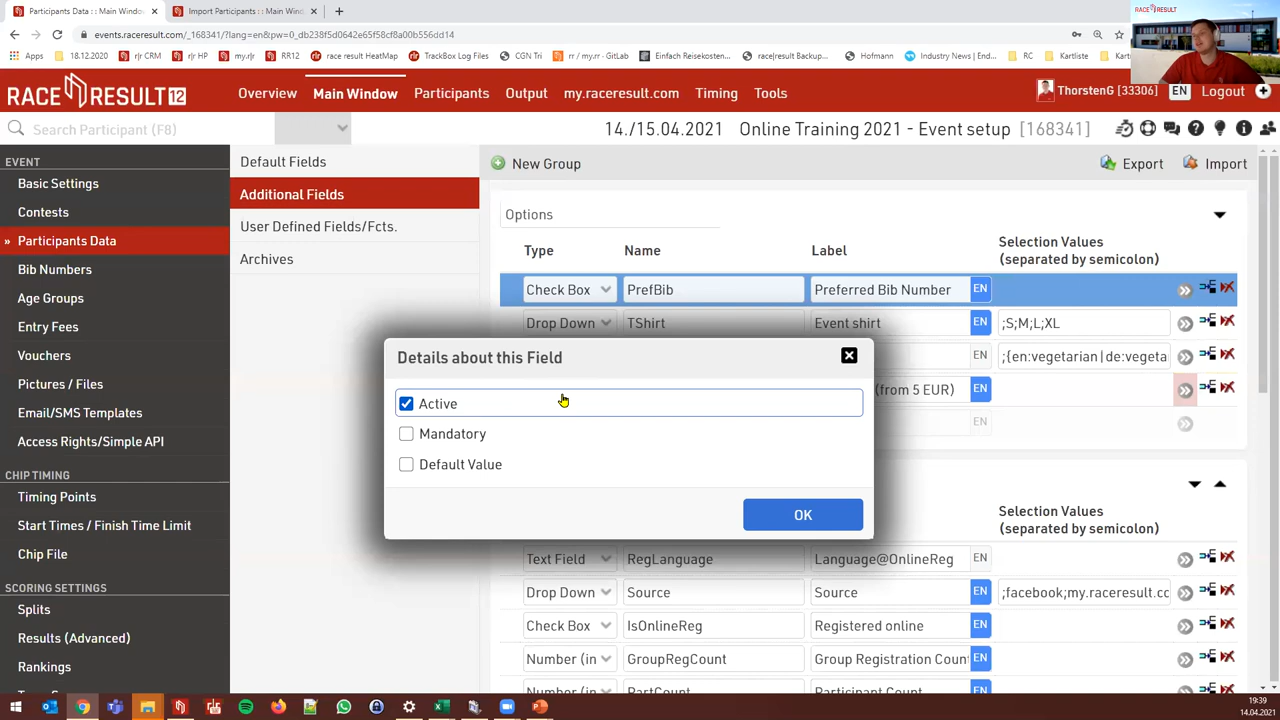 Participants Data : : Main Wind
Import Participants : : Main Wind
events.raceresult.com/_168341/?lang=en&pw=0_db238f5d0642e65f58cf8a00b556dd14
Apps
18.12.2020
r|r CRM
r|r HP
my.r|r
RR12
race result HeatMap
TrackBox Log Files
CGN Tri
rr / my.rr · GitLab
Einfach Reisekosten...
race|result Backup...
Hofmann
Industry News | End...
RC
Kartliste
Kart
RACE RESULT 12
Overview
Main Window
Participants
Output
my.raceresult.com
Timing
Tools
ThorstenG [33306]
EN
Logout
Search Participant (F8)
14./15.04.2021
Online Training 2021 - Event setup
[168341]
EVENT
Basic Settings
Contests
» Participants Data
Bib Numbers
Age Groups
Entry Fees
Vouchers
Pictures / Files
Email/SMS Templates
Access Rights/Simple API
CHIP TIMING
Timing Points
Start Times / Finish Time Limit
Chip File
SCORING SETTINGS
Splits
Results (Advanced)
Rankings
Default Fields
Additional Fields
User Defined Fields/Fcts.
Archives
New Group
Export
Import
Options
Type
Name
Label
Selection Values
(separated by semicolon)
Check Box
PrefBib
Preferred Bib Number
EN
Drop Down
TShirt
Event shirt
EN
;S;M;L;XL
EN
;{en:vegetarian|de:vegeta
(from 5 EUR)
EN
EN
Details about this Field
Active
Mandatory
Default Value
OK
Selection Values
(separated by semicolon)
Text Field
RegLanguage
Language@OnlineReg
EN
Drop Down
Source
Source
EN
;facebook;my.raceresult.cc
Check Box
IsOnlineReg
Registered online
EN
Number (in
GroupRegCount
Group Registration Coun
EN
Number (in
PartCount
Participant Count
EN
19:39
14.04.2021